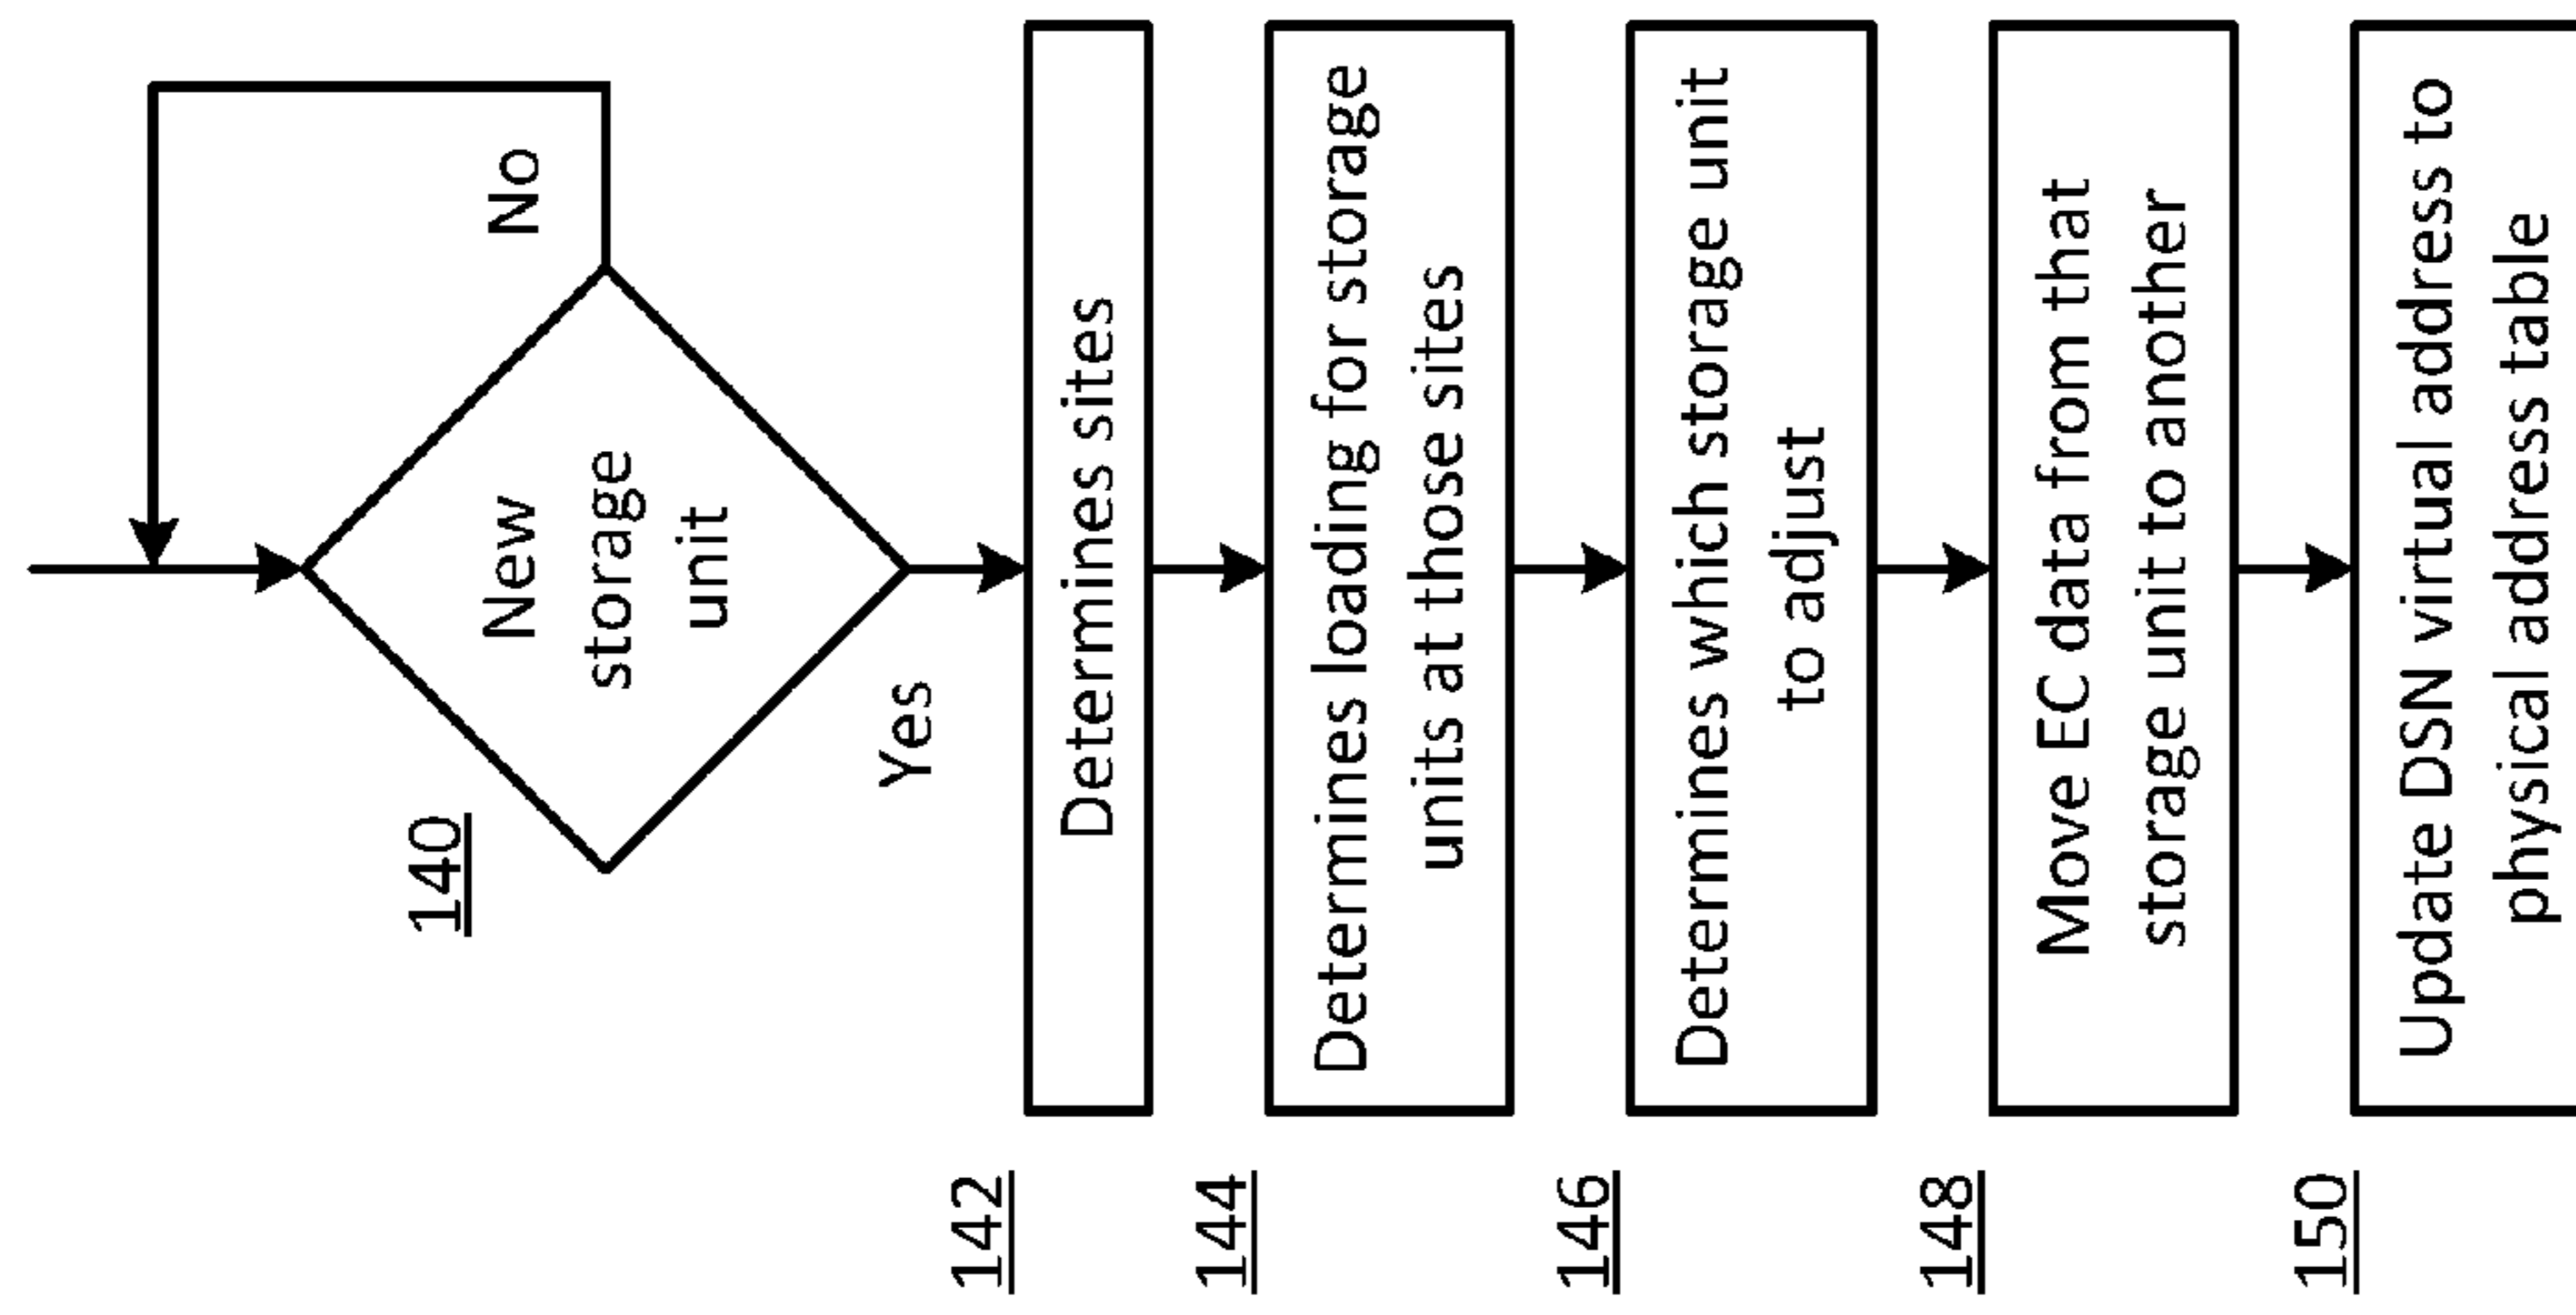 140
New
storage
unit
No
Yes
142
Determines sites
144
Determines loading for storage
units at those sites
146
Determines which storage unit
to adjust
148
Move EC data from that
storage unit to another
150
Update DSN virtual address to
physical address table